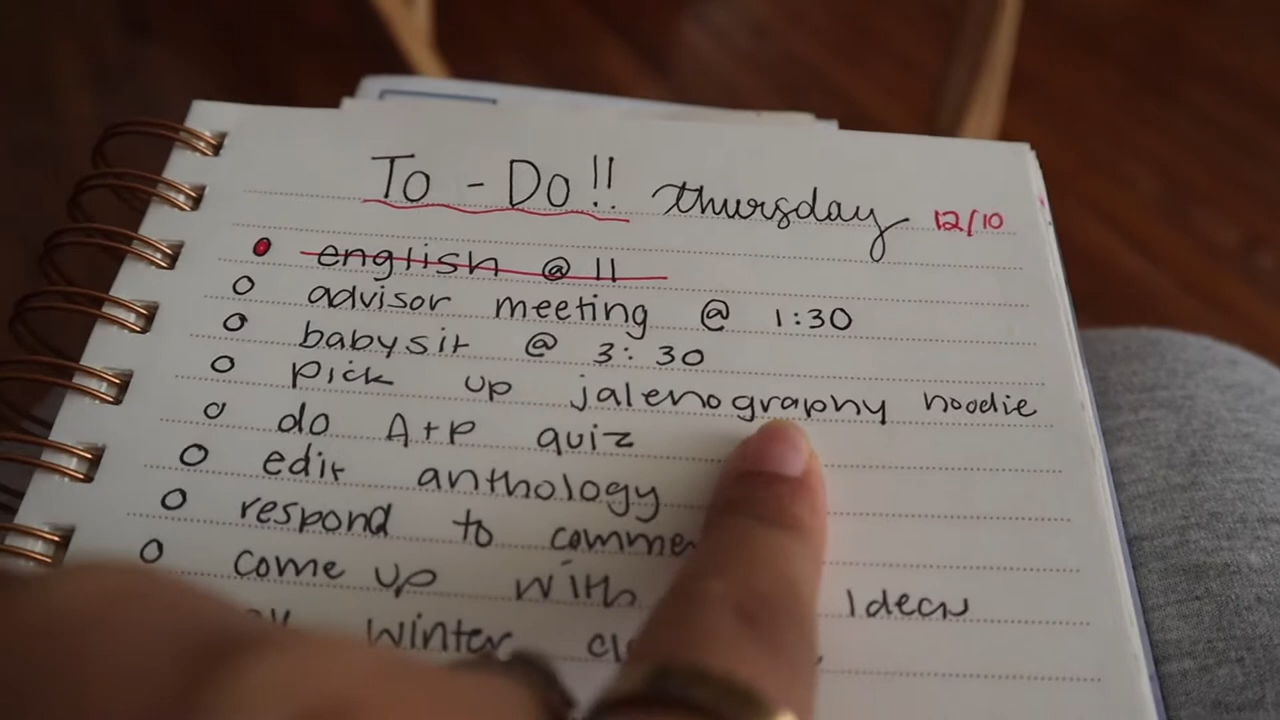 To - Do!! thursday 12/10
english @ 11
advisor meeting @ 1:30
babysit @ 3:30
pick up jalenography hoodie
do A+P quiz
edit anthology
respond to
come up with Ideas
winter